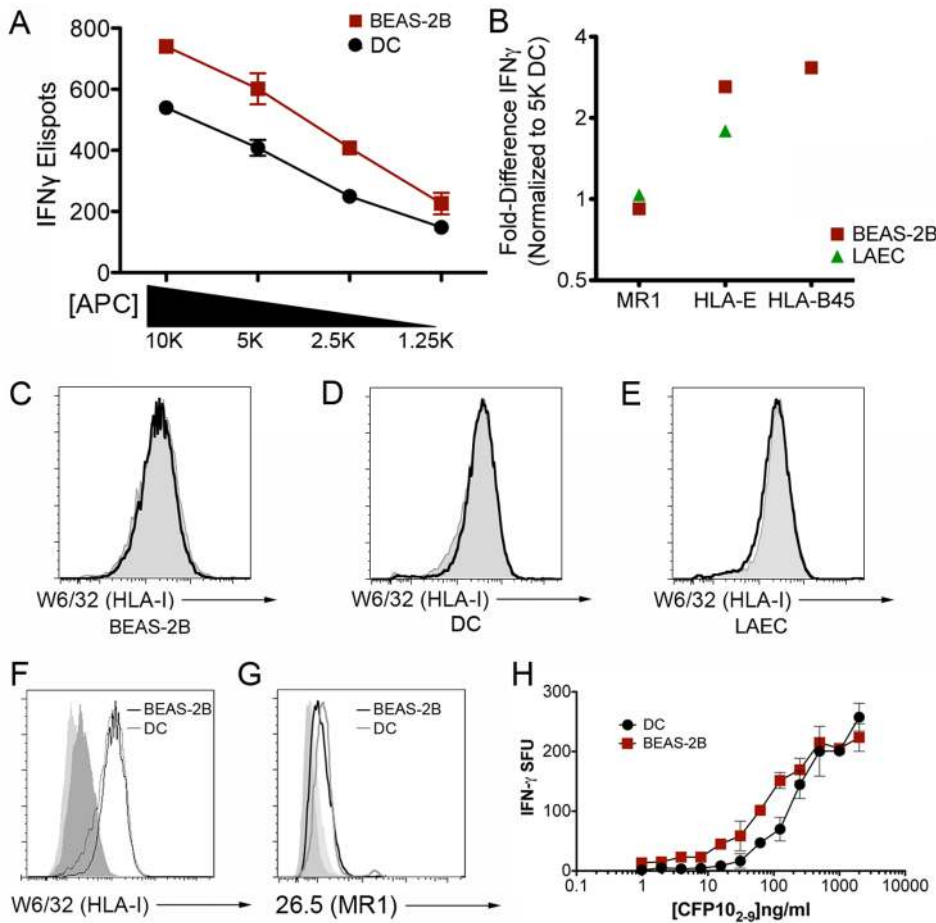 A
BEAS-2B
DC
800
600
400
200
0
IFNγ Elispots
[APC]
10K
5K
2.5K
1.25K
B
4
2
1
0.5
Fold-Difference IFNγ
(Normalized to 5K DC)
BEAS-2B
LAEC
MR1
HLA-E
HLA-B45
C
W6/32 (HLA-I)
BEAS-2B
D
W6/32 (HLA-I)
DC
E
W6/32 (HLA-I)
LAEC
F
BEAS-2B
DC
W6/32 (HLA-I)
G
BEAS-2B
DC
26.5 (MR1)
H
300
200
100
0
IFN-γ SFU
DC
BEAS-2B
0.1
1
10
100
1000
10000
[CFP10₂₋₉]ng/ml